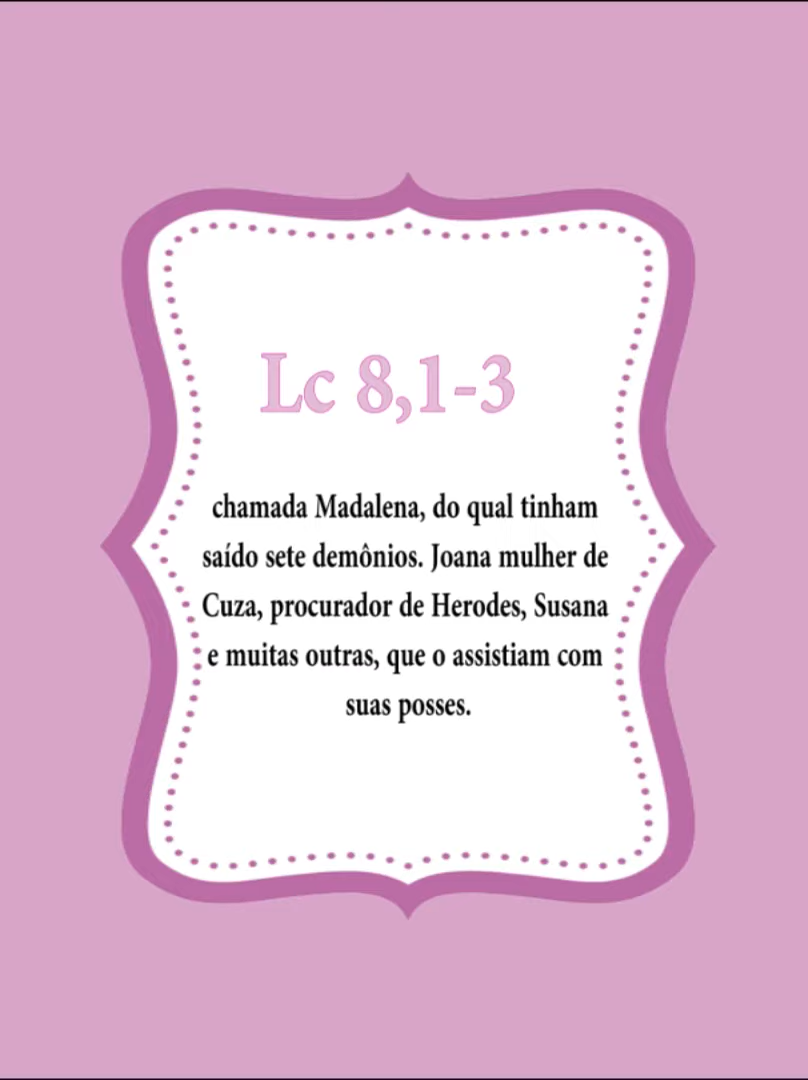 Lc 8,1-3
chamada Madalena, do qual tinham
saído sete demônios. Joana mulher de
Cuza, procurador de Herodes, Susana
e muitas outras, que o assistiam com
suas posses.